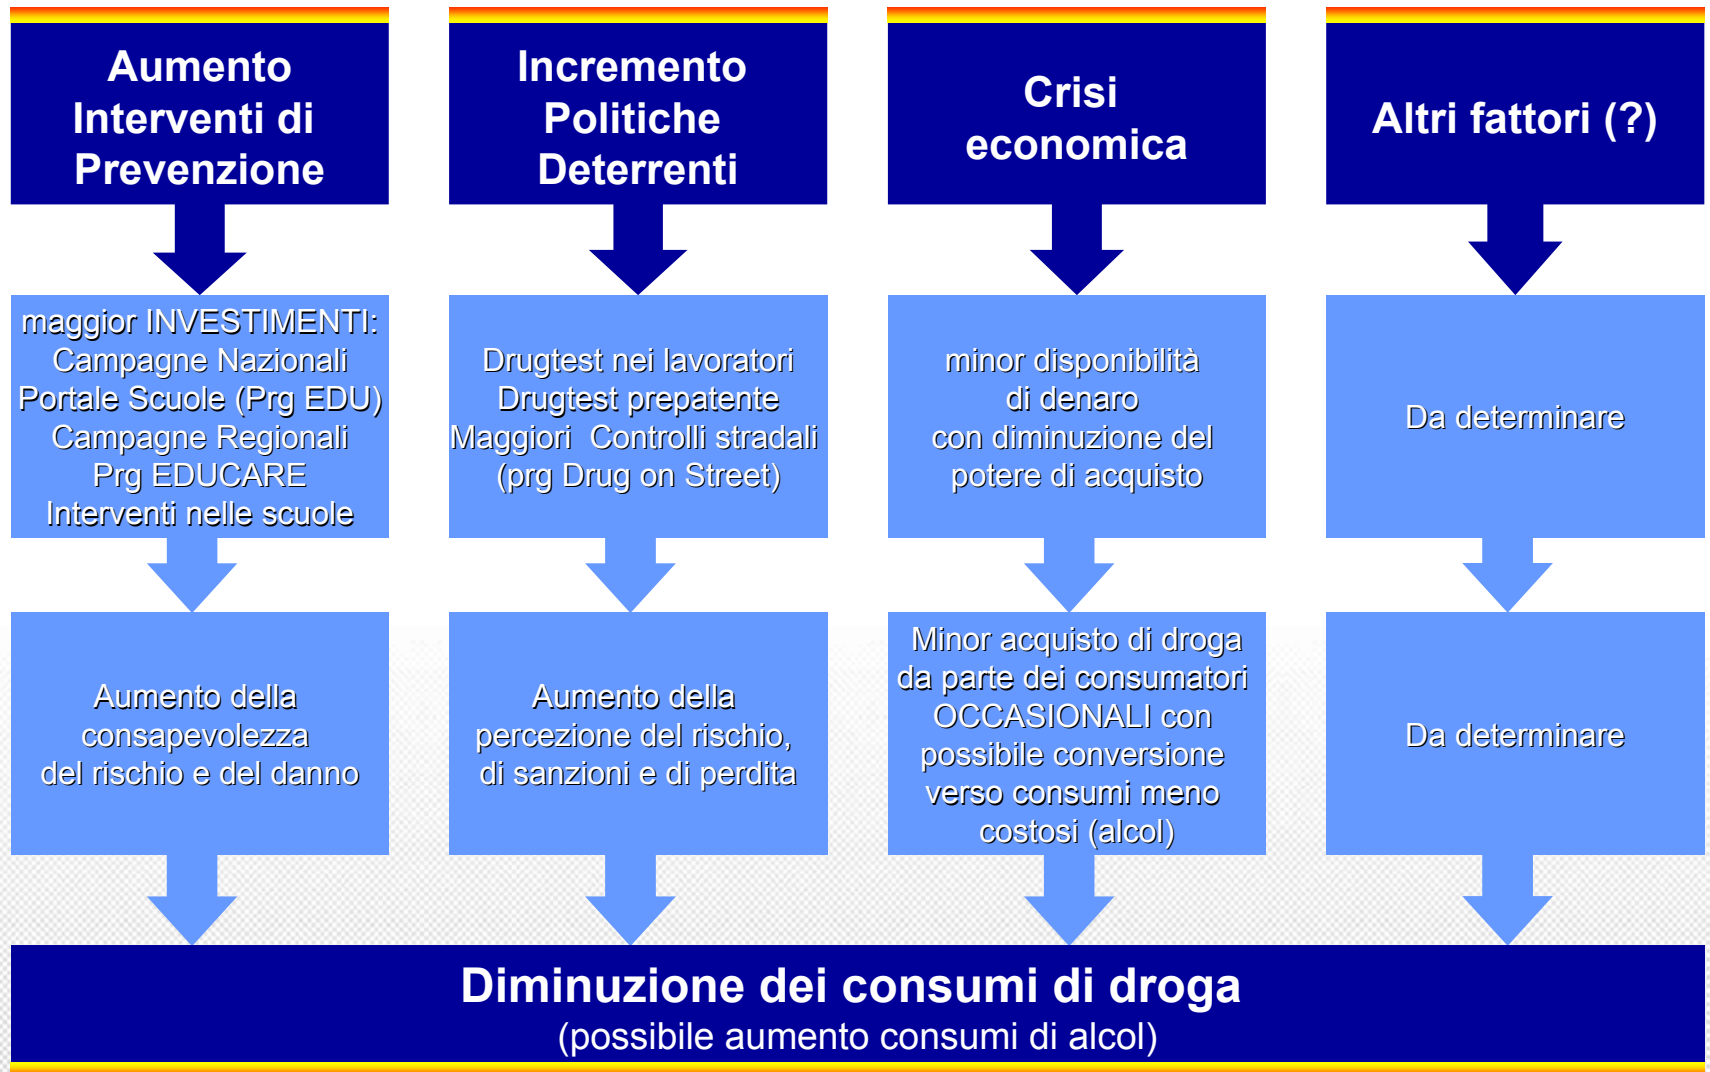 Aumento
Interventi di
Prevenzione
maggior INVESTIMENTI:
Campagne Nazionali
Portale Scuole (Prg EDU)
Campagne Regionali
Prg EDUCARE
Interventi nelle scuole
Aumento della
consapevolezza
del rischio e del danno
Incremento
Politiche
Deterrenti
Drugtest nei lavoratori
Drugtest prepatente
Maggiori Controlli stradali
(prg Drug on Street)
Aumento della
percezione del rischio,
di sanzioni e di perdita
Crisi
economica
minor disponibilità
di denaro
con diminuzione del
potere di acquisto
Minor acquisto di droga
da parte dei consumatori
OCCASIONALI con
possibile conversione
verso consumi meno
costosi (alcol)
Altri fattori (?)
Da determinare
Da determinare
Diminuzione dei consumi di droga
(possibile aumento consumi di alcol)